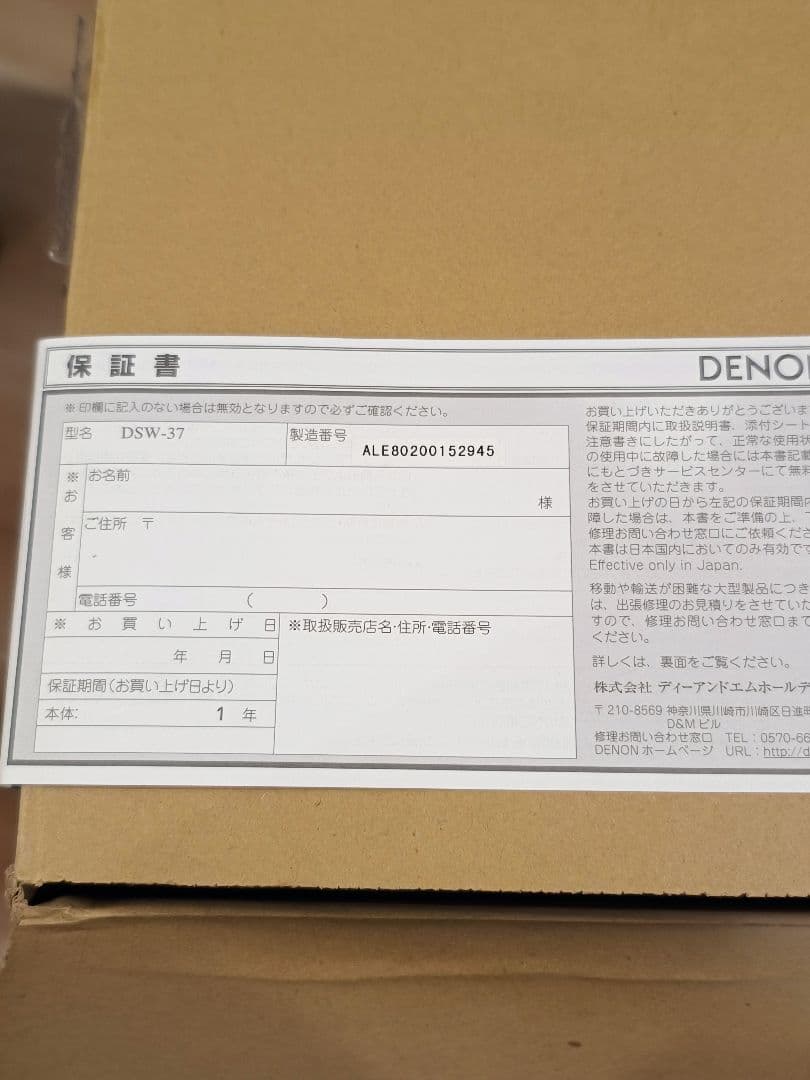 保証書
DENON
※印欄に記入のない場合は無効となりますので必ずご確認ください。
型名 DSW-37
製造番号 ALE80200152945
※お客様
お名前
様
ご住所 〒
電話番号 ( )
※お買い上げ日
年 月 日
保証期間(お買い上げ日より)
本体: 1 年
※取扱販売店名・住所・電話番号
お買い上げいただきありがとうございま
保証期間内に取扱説明書、添付シート
注意書きにしたがって、正常な使用状
の使用中に故障した場合には本書記載
にもとづきサービスセンターにて無料
をさせていただきます。
お買い上げの日から左記の保証期間内
障した場合は、本書をご準備の上、
修理お問い合わせ窓口にご依頼くださ
本書は日本国内においてのみ有効です
Effective only in Japan.
移動や輸送が困難な大型製品につき
は、出張修理のお見積りをさせていた
すので、修理お問い合わせ窓口まで
ください。
詳しくは、裏面をご覧ください。
株式会社 ディーアンドエムホールデ
〒210-8569 神奈川県川崎市川崎区日進町
D&Mビル
修理お問い合わせ窓口 TEL:0570-66
DENONホームページ URL:http://d